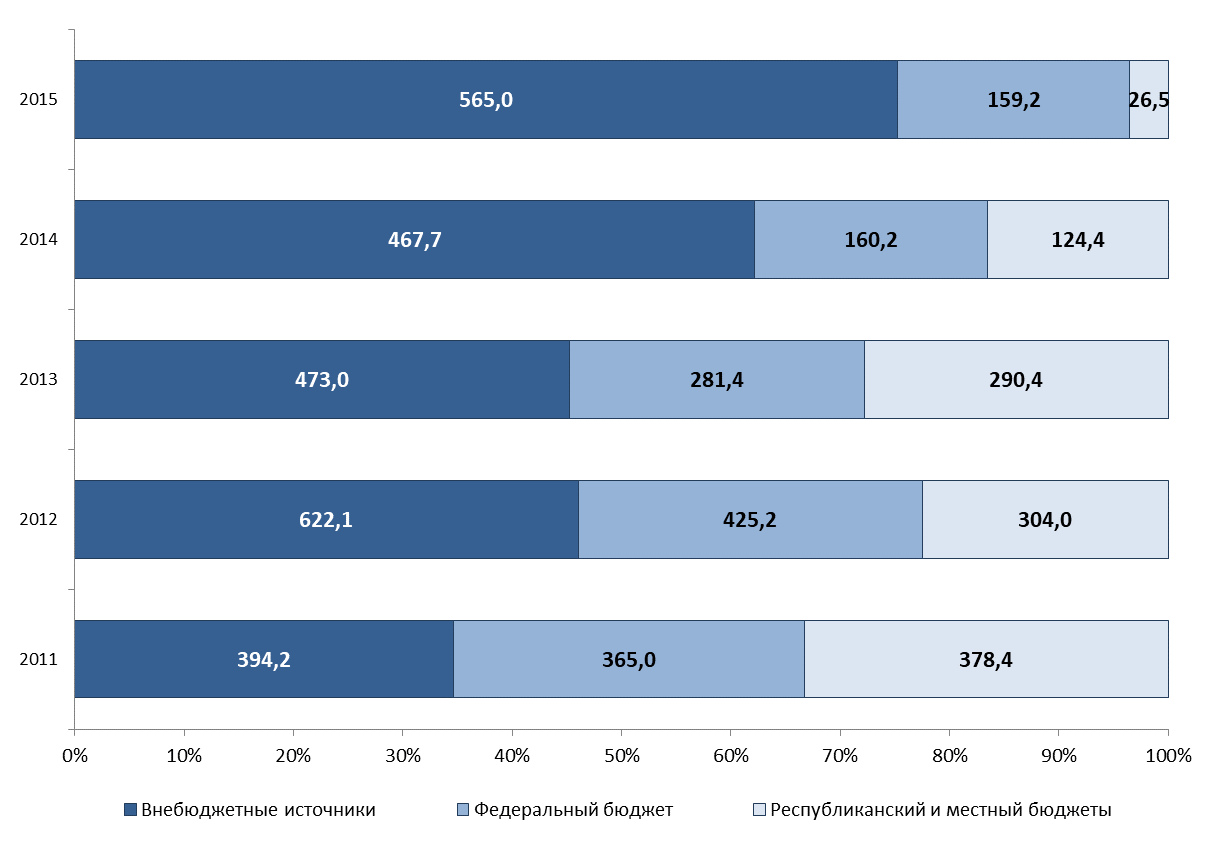 2015 565,0 159,2 26,5
2014 467,7 160,2 124,4
2013 473,0 281,4 290,4
2012 622,1 425,2 304,0
2011 394,2 365,0 378,4
0% 10% 20% 30% 40% 50% 60% 70% 80% 90% 100%
Внебюджетные источники Федеральный бюджет Республиканский и местный бюджеты